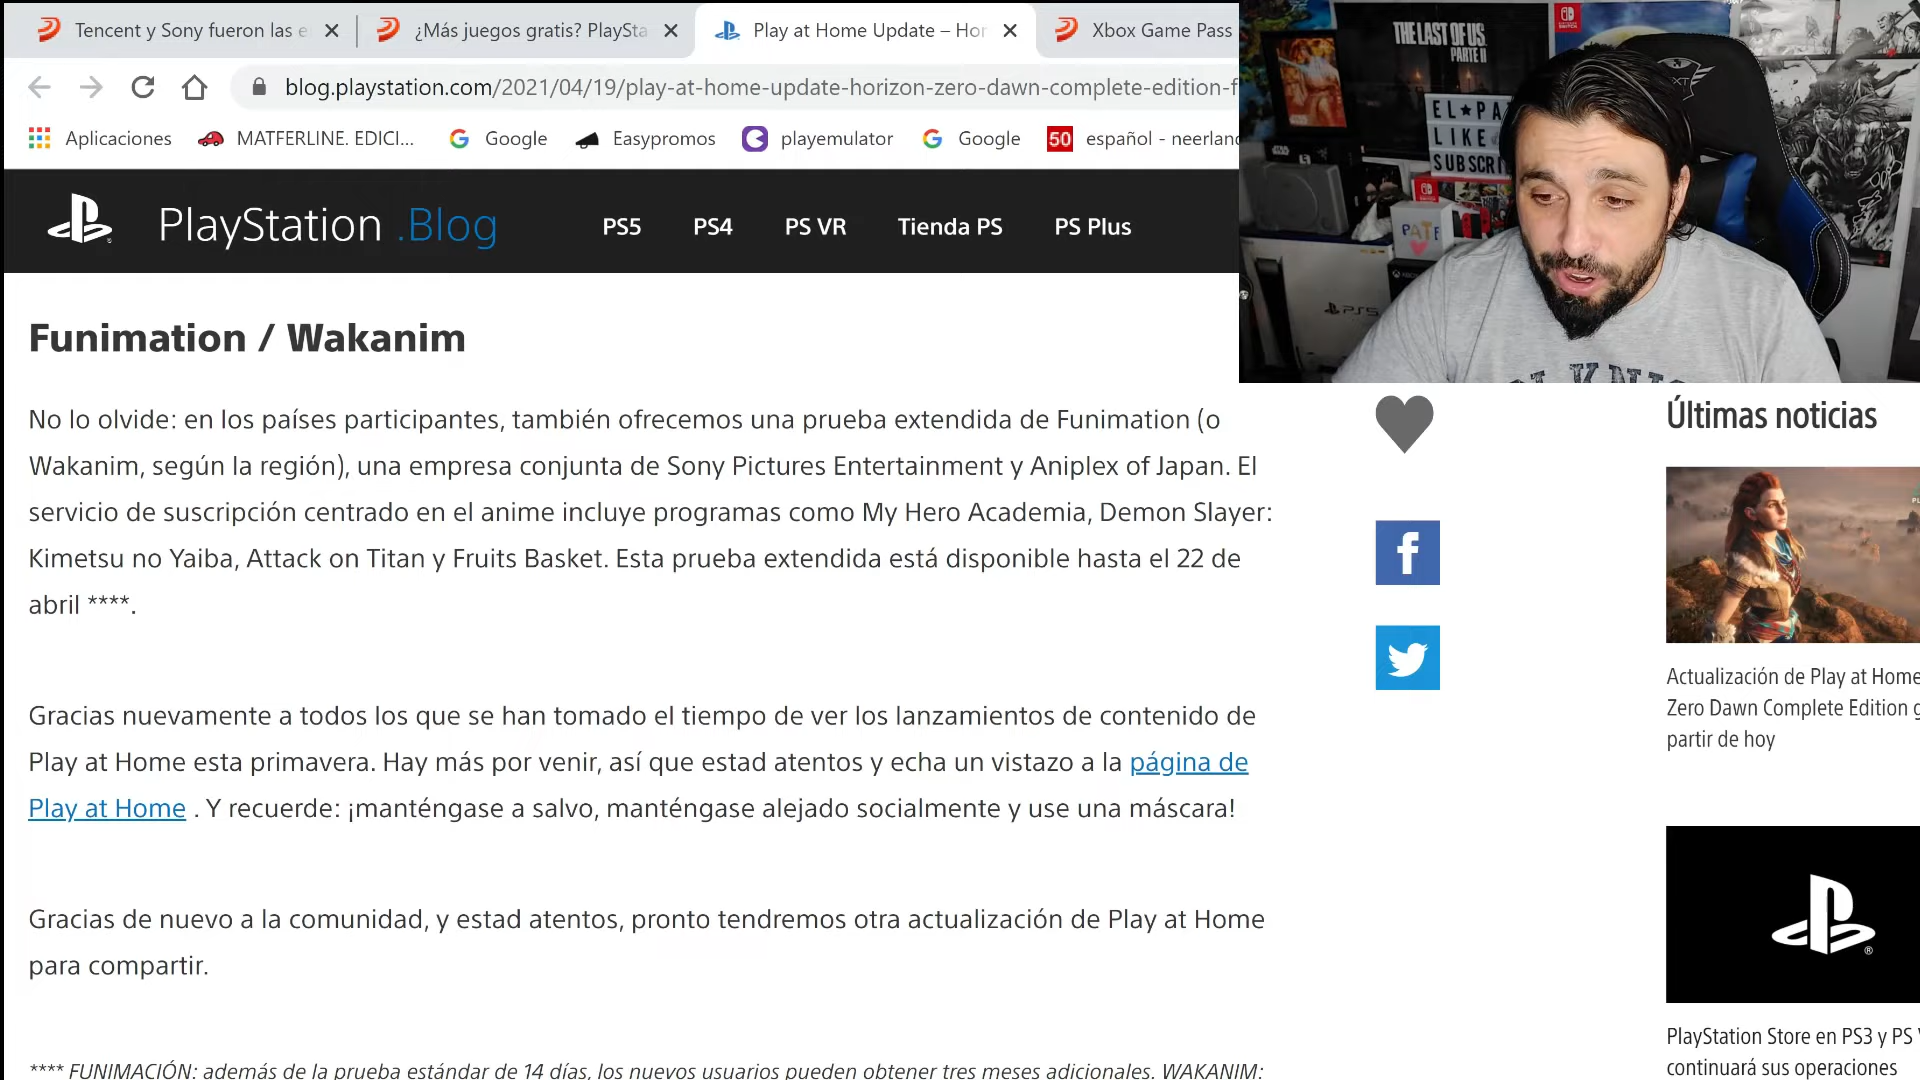 Tencent y Sony fueron las e
¿Más juegos gratis? PlaySta
Play at Home Update – Hor
Xbox Game Pass
blog.playstation.com/2021/04/19/play-at-home-update-horizon-zero-dawn-complete-edition-f
Aplicaciones
MATFERLINE. EDICI...
Google
Easypromos
playemulator
Google
50 español - neerland
PlayStation .Blog
PS5
PS4
PS VR
Tienda PS
PS Plus
THE LAST OF US
PARTE II
EL★PA
LIKE
SUBSCRI
PATE
PS5
Funimation / Wakanim
No lo olvide: en los países participantes, también ofrecemos una prueba extendida de Funimation (o
Wakanim, según la región), una empresa conjunta de Sony Pictures Entertainment y Aniplex of Japan. El
servicio de suscripción centrado en el anime incluye programas como My Hero Academia, Demon Slayer:
Kimetsu no Yaiba, Attack on Titan y Fruits Basket. Esta prueba extendida está disponible hasta el 22 de
abril ****.
Gracias nuevamente a todos los que se han tomado el tiempo de ver los lanzamientos de contenido de
Play at Home esta primavera. Hay más por venir, así que estad atentos y echa un vistazo a la página de
Play at Home . Y recuerde: ¡manténgase a salvo, manténgase alejado socialmente y use una máscara!
Gracias de nuevo a la comunidad, y estad atentos, pronto tendremos otra actualización de Play at Home
para compartir.
**** FUNIMACIÓN: además de la prueba estándar de 14 días, los nuevos usuarios pueden obtener tres meses adicionales. WAKANIM:
Últimas noticias
Actualización de Play at Home
Zero Dawn Complete Edition g
partir de hoy
PlayStation Store en PS3 y PS V
continuará sus operaciones